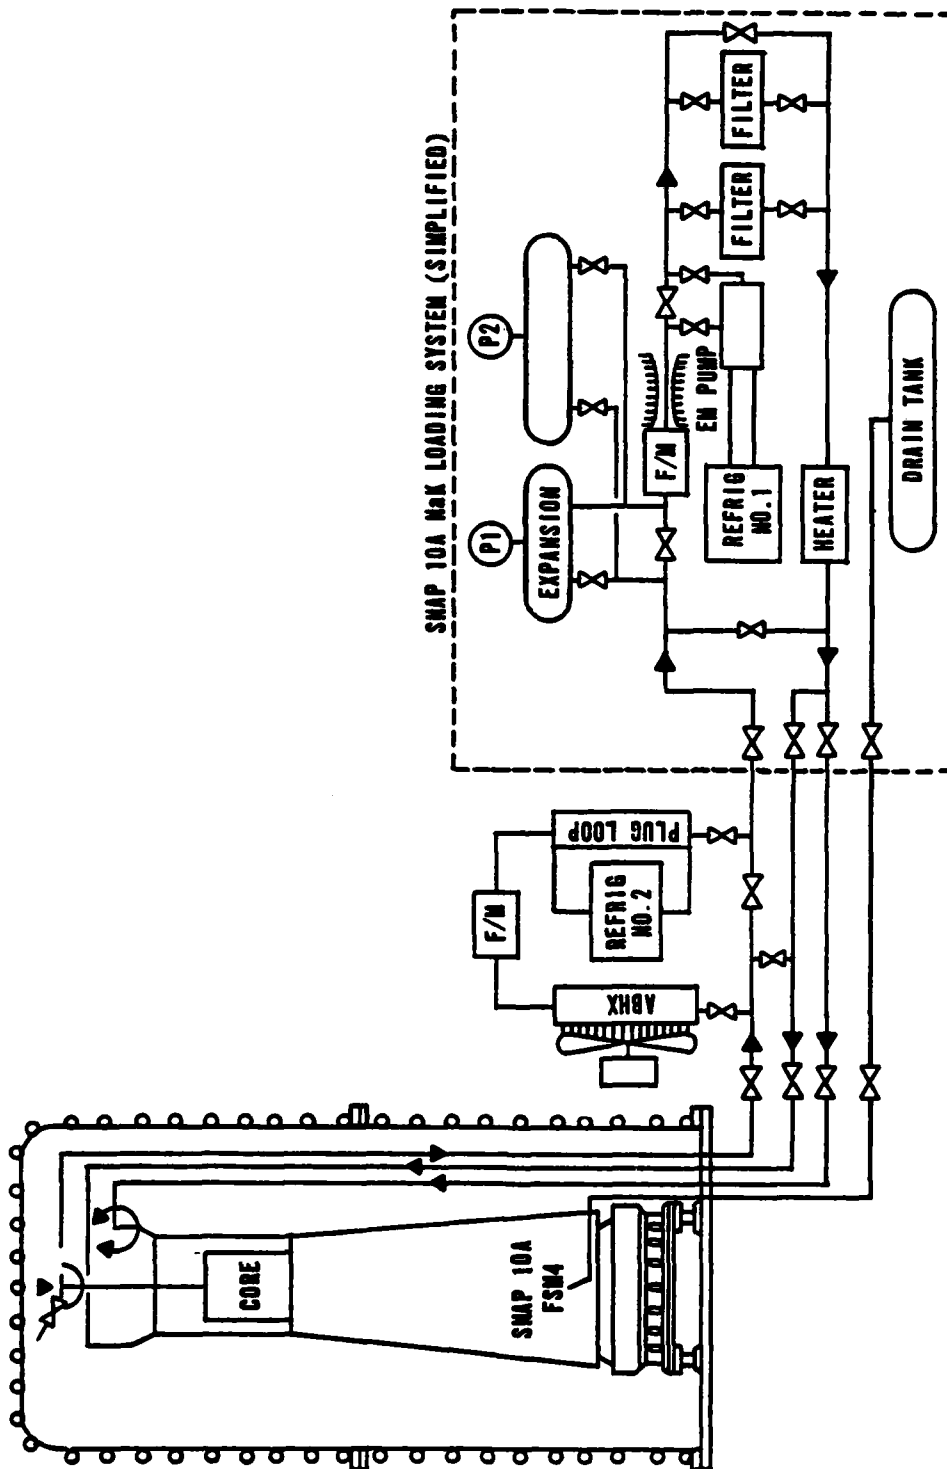 SNAP 10A NaK LOADING SYSTEM (SIMPLIFIED)
P1
P2
EXPANSION
F/M
EM PUMP
FILTER
FILTER
REFRIG
NO.1
HEATER
DRAIN TANK
F/M
PLUG LOOP
REFRIG
NO.2
ABHX
CORE
SNAP 10A
FSM4